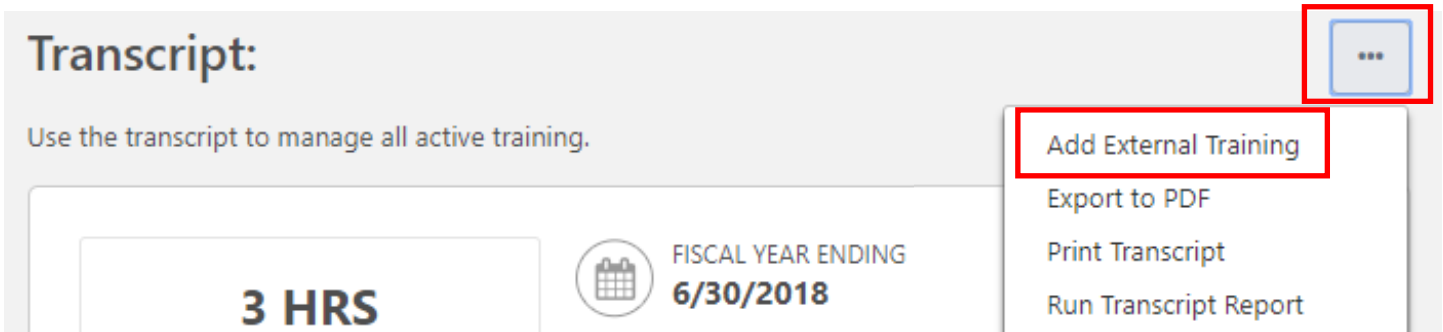 Transcript:
•••
Use the transcript to manage all active training.
Add External Training
Export to PDF
Print Transcript
Run Transcript Report
3 HRS
FISCAL YEAR ENDING
6/30/2018